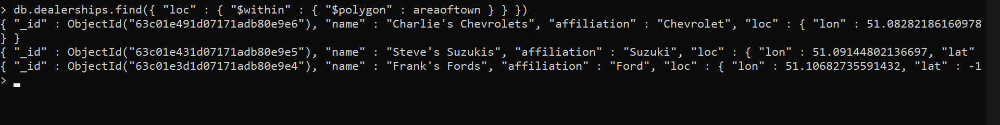 > db.dealerships.find({ "loc" : { "$within" : { "$polygon" : areaoftown } } })
{ "_id" : ObjectId("63c01e491d07171adb80e9e6"), "name" : "Charlie's Chevrolets", "affiliation" : "Chevrolet", "loc" : { "lon" : 51.08282186160978
} }
{ "_id" : ObjectId("63c01e431d07171adb80e9e5"), "name" : "Steve's Suzukis", "affiliation" : "Suzuki", "loc" : { "lon" : 51.09144802136697, "lat"
{ "_id" : ObjectId("63c01e3d1d07171adb80e9e4"), "name" : "Frank's Fords", "affiliation" : "Ford", "loc" : { "lon" : 51.10682735591432, "lat" : -1
>